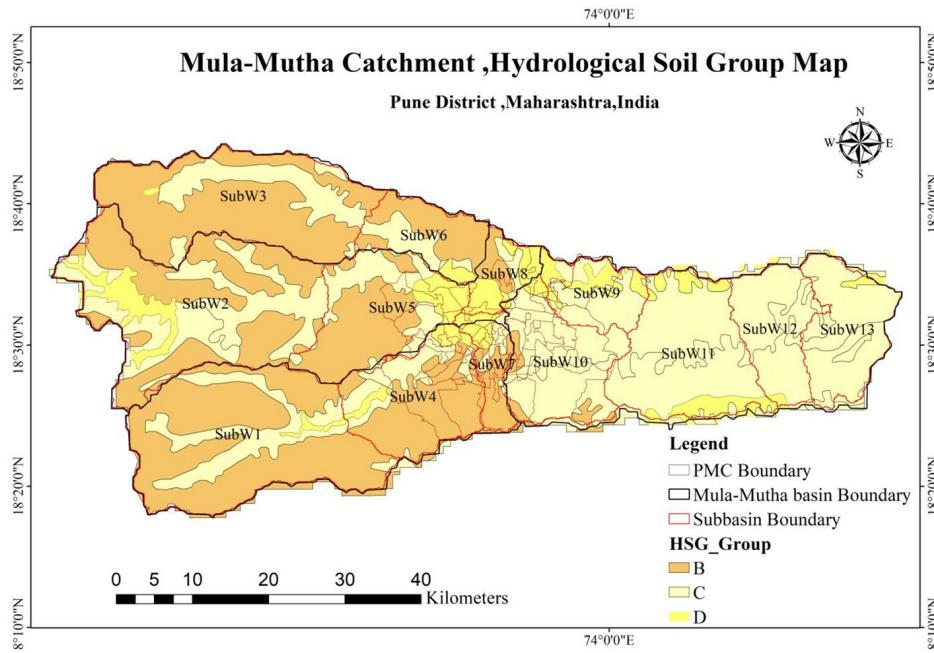 74°0'0"E
Mula-Mutha Catchment ,Hydrological Soil Group Map
Pune District ,Maharashtra,India
N
W E
S
18°50'0"N
18°40'0"N
18°30'0"N
18°20'0"N
8°10'0"N
SubW3
SubW6
SubW8
SubW2
SubW5
SubW9
SubW12
SubW13
SubW7
SubW10
SubW11
SubW4
SubW1
Legend
PMC Boundary
Mula-Mutha basin Boundary
Subbasin Boundary
HSG_Group
B
C
D
0 5 10 20 30 40
Kilometers
74°0'0"E